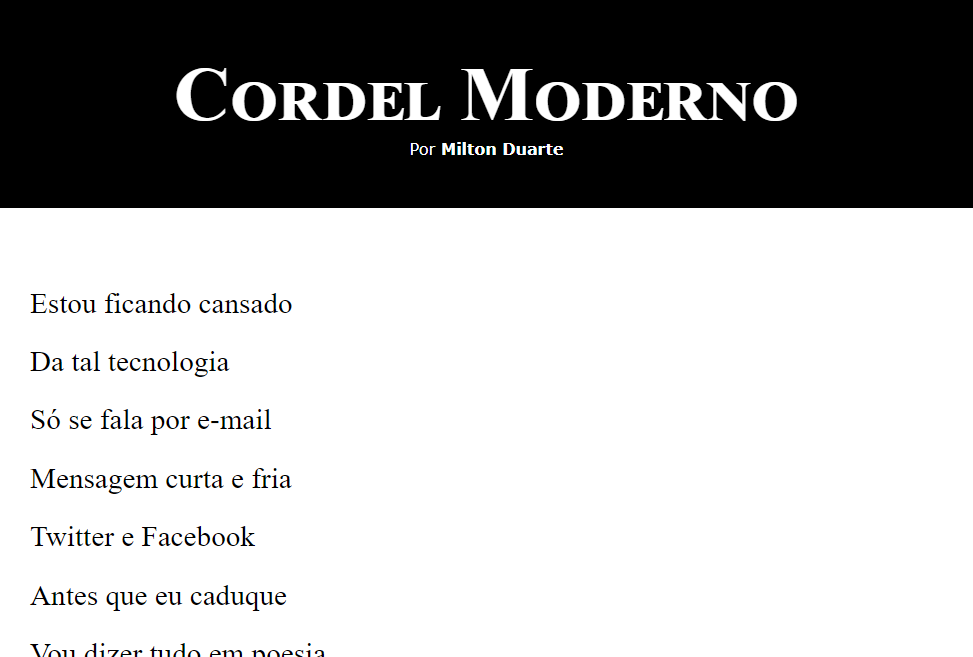 Cordel Moderno
Por Milton Duarte
Estou ficando cansado
Da tal tecnologia
Só se fala por e-mail
Mensagem curta e fria
Twitter e Facebook
Antes que eu caduque
Vou dizer tudo em poesia